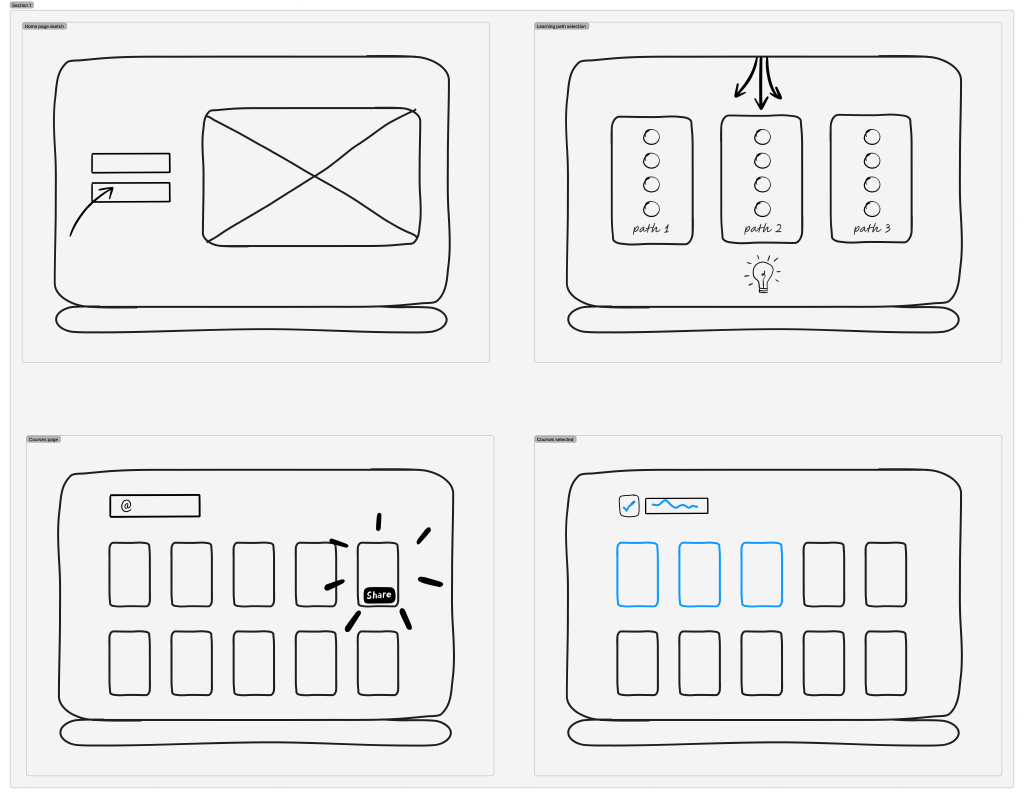 Section 1
Home page sketch
Learning path selection
path 1
path 2
path 3
Courses page
Courses selected
@
Share